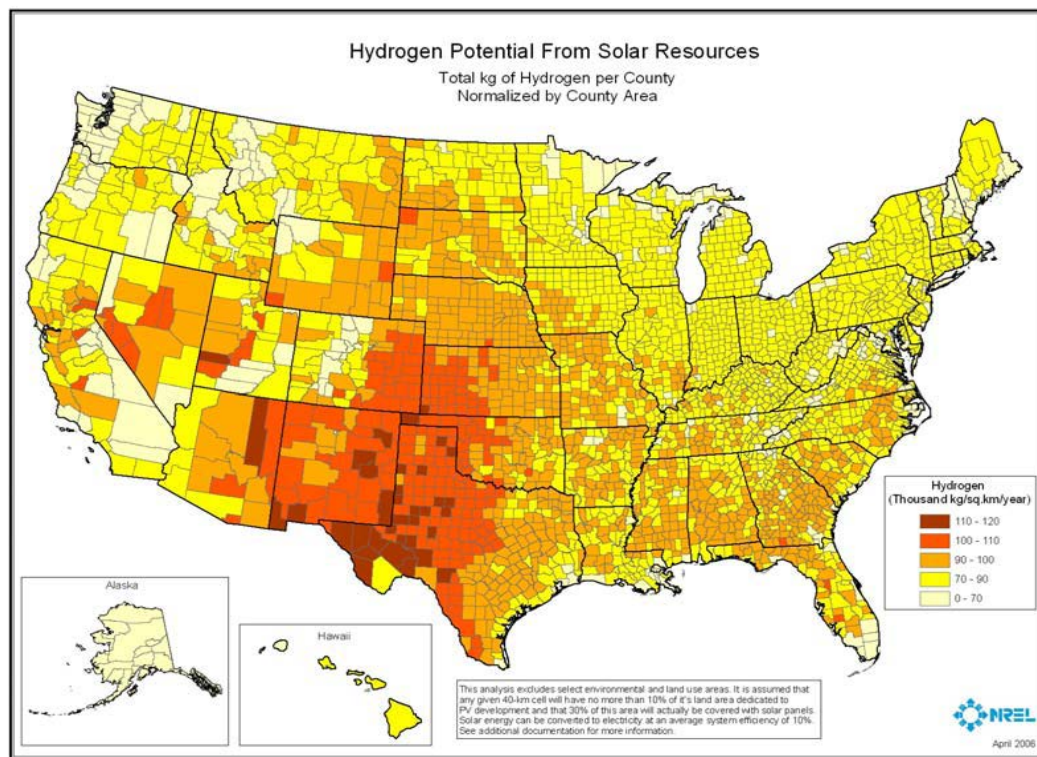 Hydrogen Potential From Solar Resources
Total kg of Hydrogen per County
Normalized by County Area
Hydrogen
(Thousand kg/sq.km/year)
110 - 120
100 - 110
90 - 100
70 - 90
0 - 70
Alaska
Hawaii
This analysis excludes select environmental and land use areas. It is assumed that
any given 40-km cell will have no more than 10% of it's land area dedicated to
PV development and that 30% of this area will actually be covered with solar panels.
Solar energy can be converted to electricity at an average system efficiency of 10%.
See additional documentation for more information.
NREL
April 2006